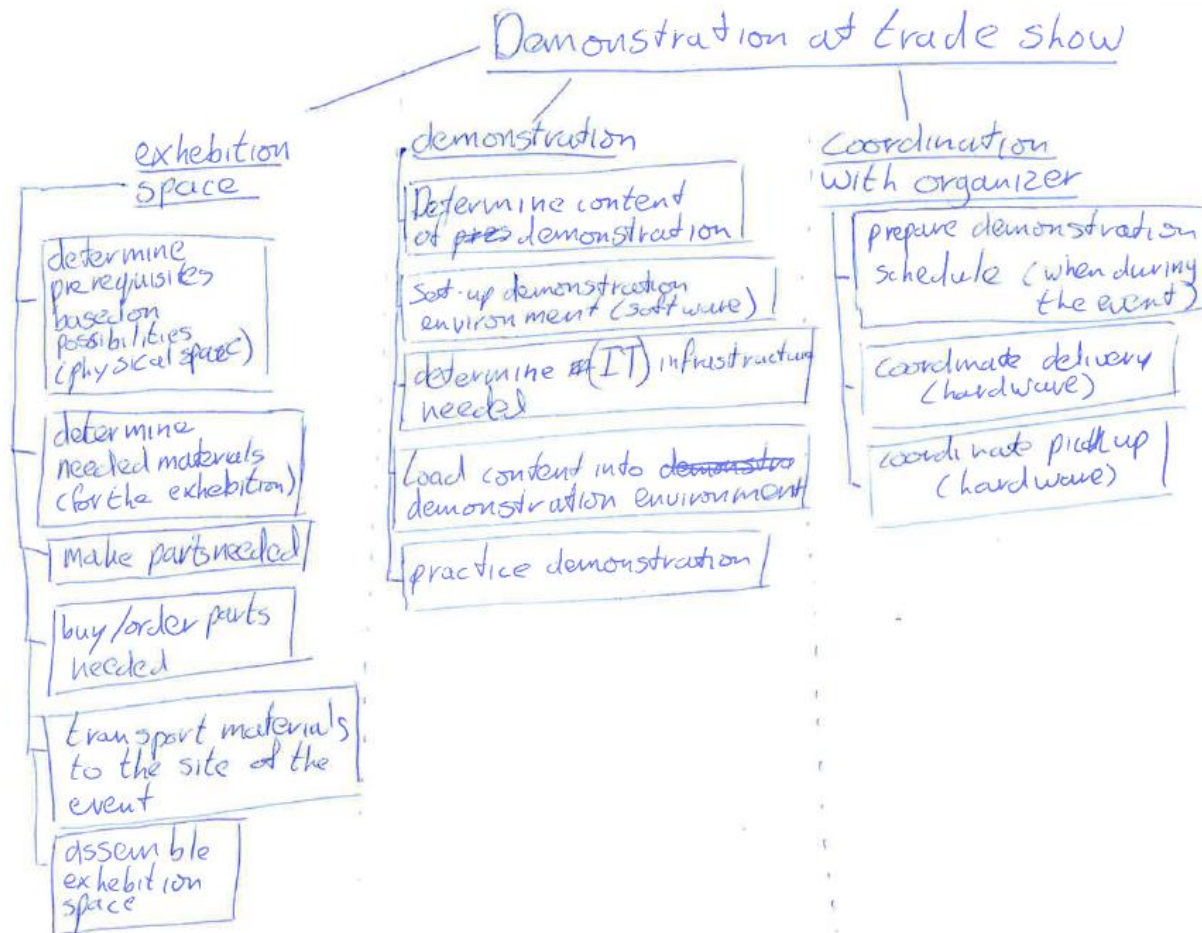 Demonstration at trade show
exhebition
space
determine
prerequisites
based on
possibilities
(physical space)
determine
needed materials
(for the exhebition)
make parts needed
buy/order parts
needed
transport materials
to the site of the
event
assemble
exhebition
space
demonstration
Determine content
of pres demonstration
set-up demonstration
environment (software)
determine (IT) infrastructure
needed
Load content into demonstra
demonstration environment
practice demonstration
coordination
with organizer
prepare demonstration
schedule (when during
the event)
coordinate delivery
(hardware)
coordinate pickup
(hardware)